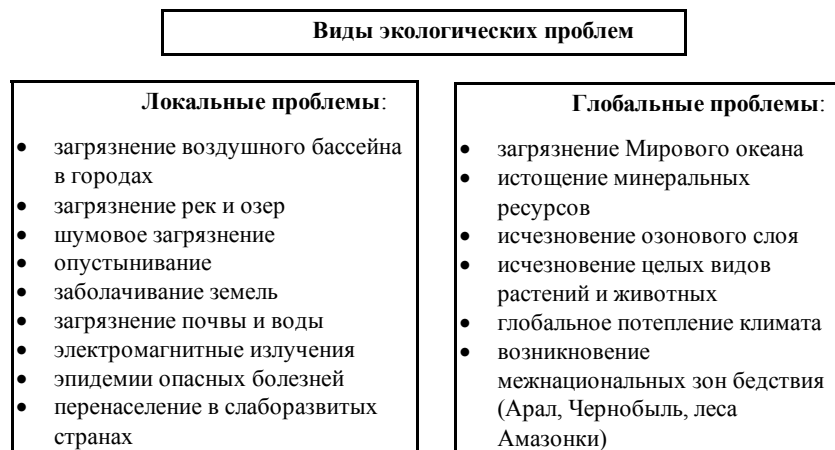 Виды экологических проблем
Локальные проблемы:
• загрязнение воздушного бассейна
в городах
• загрязнение рек и озер
• шумовое загрязнение
• опустынивание
• заболачивание земель
• загрязнение почвы и воды
• электромагнитные излучения
• эпидемии опасных болезней
• перенаселение в слаборазвитых
странах
Глобальные проблемы:
• загрязнение Мирового океана
• истощение минеральных
ресурсов
• исчезновение озонового слоя
• исчезновение целых видов
растений и животных
• глобальное потепление климата
• возникновение
межнациональных зон бедствия
(Арал, Чернобыль, леса
Амазонки)